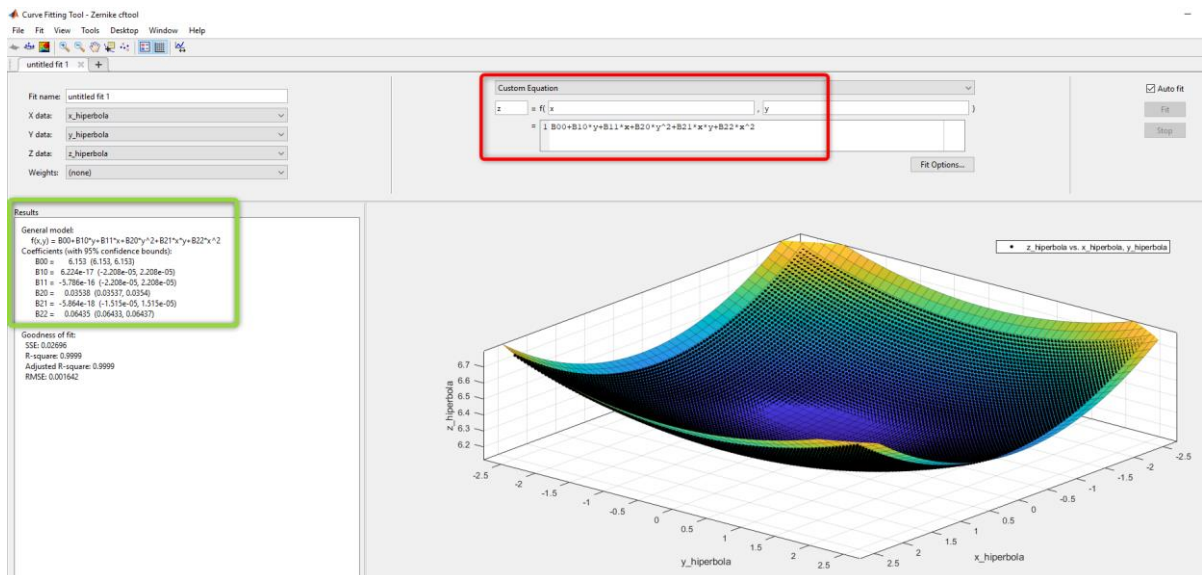 Curve Fitting Tool - Zernike cftool
File Fit View Tools Desktop Window Help
untitled fit 1
Fit name: untitled fit 1
X data: x_hiperbola
Y data: y_hiperbola
Z data: z_hiperbola
Weights: (none)
Custom Equation
z = f( x , y )
= 1 B00+B10*y+B11*x+B20*y^2+B21*x*y+B22*x^2
Fit Options...
Auto fit
Fit
Stop
Results
General model:
f(x,y) = B00+B10*y+B11*x+B20*y^2+B21*x*y+B22*x^2
Coefficients (with 95% confidence bounds):
B00 = 6.153 (6.153, 6.153)
B10 = 6.224e-17 (-2.208e-05, 2.208e-05)
B11 = -5.786e-16 (-2.208e-05, 2.208e-05)
B20 = 0.03538 (0.03537, 0.0354)
B21 = -5.864e-18 (-1.515e-05, 1.515e-05)
B22 = 0.06435 (0.06433, 0.06437)
Goodness of fit:
SSE: 0.02696
R-square: 0.9999
Adjusted R-square: 0.9999
RMSE: 0.001642
z_hiperbola vs. x_hiperbola, y_hiperbola
z_hiperbola
6.7
6.6
6.5
6.4
6.3
6.2
-2.5
-2
-1.5
-1
-0.5
0
0.5
1
1.5
2
2.5
y_hiperbola
2.5
2
1.5
1
0.5
0
-0.5
-1
-1.5
-2
-2.5
x_hiperbola